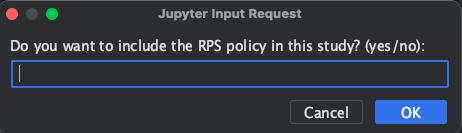 Jupyter Input Request
Do you want to include the RPS policy in this study? (yes/no):
Cancel
OK